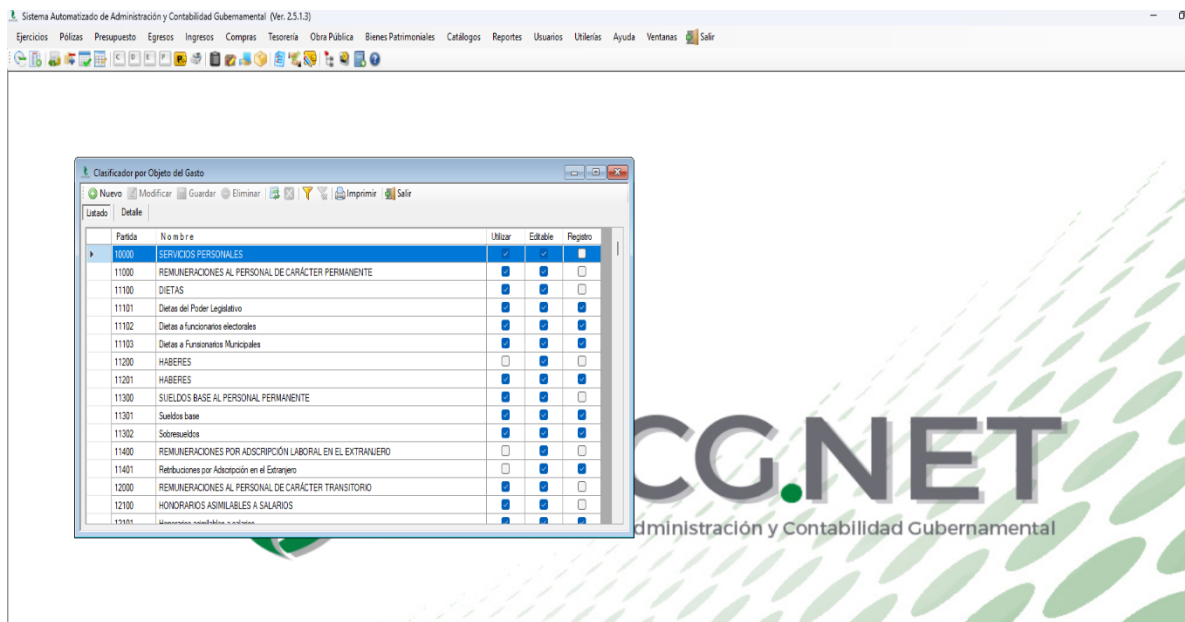 Sistema Automatizado de Administración y Contabilidad Gubernamental (Ver. 2.5.1.3)
Ejercicios Pólizas Presupuesto Egresos Ingresos Compras Tesorería Obra Pública Bienes Patrimoniales Catálogos Reportes Usuarios Utilerías Ayuda Ventanas Salir
C D E P
Clasificador por Objeto del Gasto
Nuevo Modificar Guardar Eliminar Imprimir Salir
Listado Detalle
Partida Nombre Utilizar Editable Registro
10000 SERVICIOS PERSONALES
11000 REMUNERACIONES AL PERSONAL DE CARÁCTER PERMANENTE
11100 DIETAS
11101 Dietas del Poder Legislativo
11102 Dietas a funcionarios electorales
11103 Dietas a Funsionarios Municipales
11200 HABERES
11201 HABERES
11300 SUELDOS BASE AL PERSONAL PERMANENTE
11301 Sueldos base
11302 Sobresueldos
11400 REMUNERACIONES POR ADSCRIPCIÓN LABORAL EN EL EXTRANJERO
11401 Retribuciones por Adscripción en el Extranjero
12000 REMUNERACIONES AL PERSONAL DE CARÁCTER TRANSITORIO
12100 HONORARIOS ASIMILABLES A SALARIOS
12101 Honorarios asimilables a salarios
CG.NET
dministración y Contabilidad Gubernamental